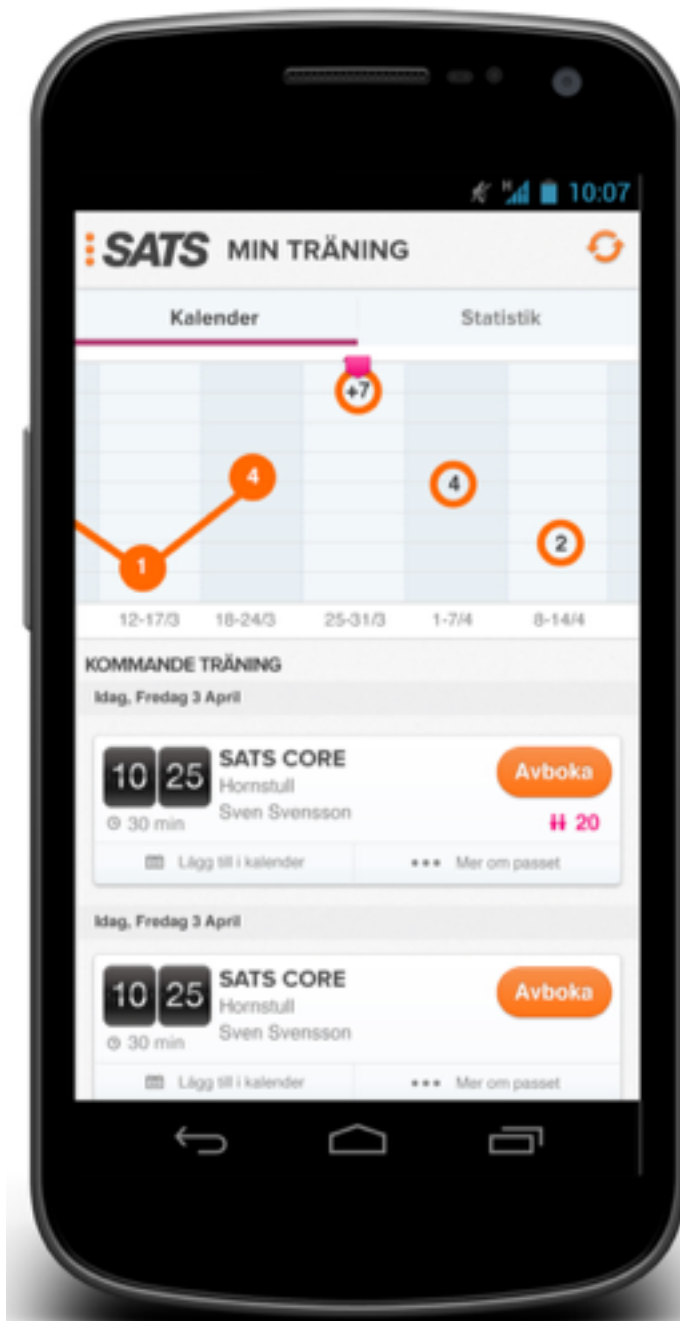 10:07
SATS MIN TRÄNING
Kalender Statistik
+7
4 4
2
1
12-17/3 18-24/3 25-31/3 1-7/4 8-14/4
KOMMANDE TRÄNING
Idag, Fredag 3 April
10 25 SATS CORE Avboka
Hornstull
Sven Svensson
30 min 20
Lägg till i kalender Mer om passet
Idag, Fredag 3 April
10 25 SATS CORE Avboka
Hornstull
Sven Svensson
30 min
Lägg till i kalender Mer om passet